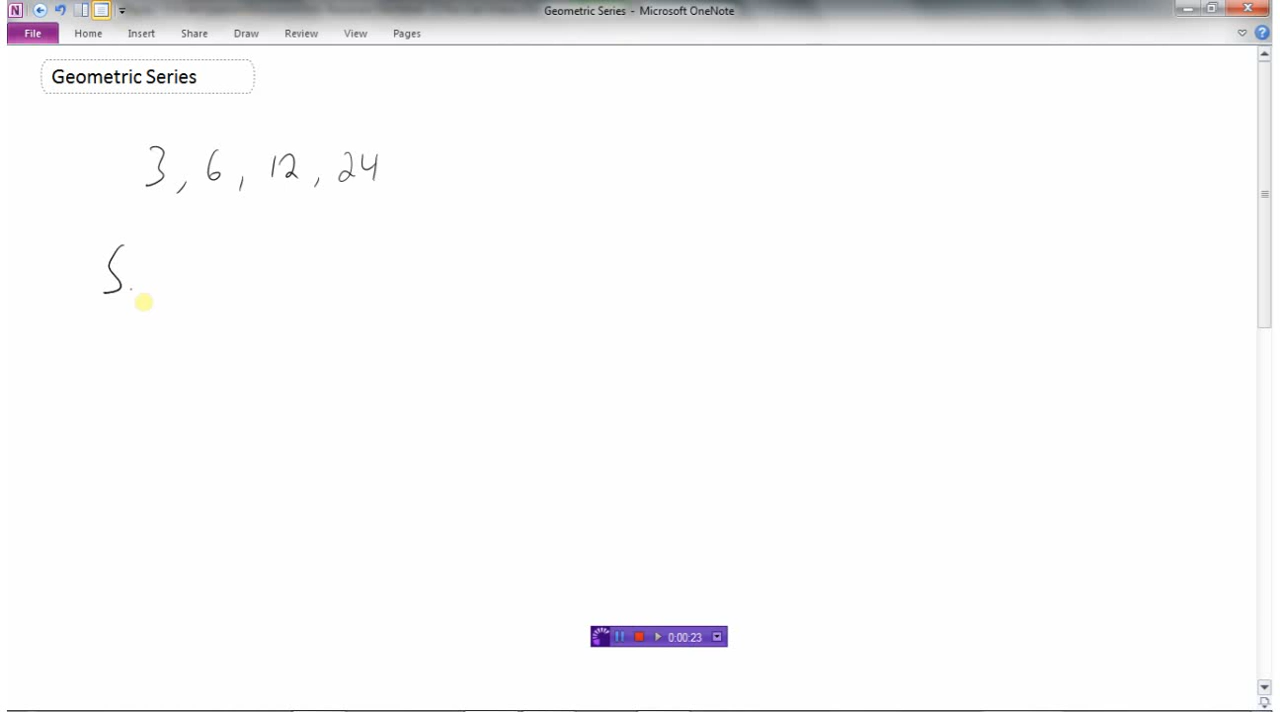 Geometric Series - Microsoft OneNote
File Home Insert Share Draw Review View Pages
Geometric Series
3, 6, 12, 24
S.
0:00:23